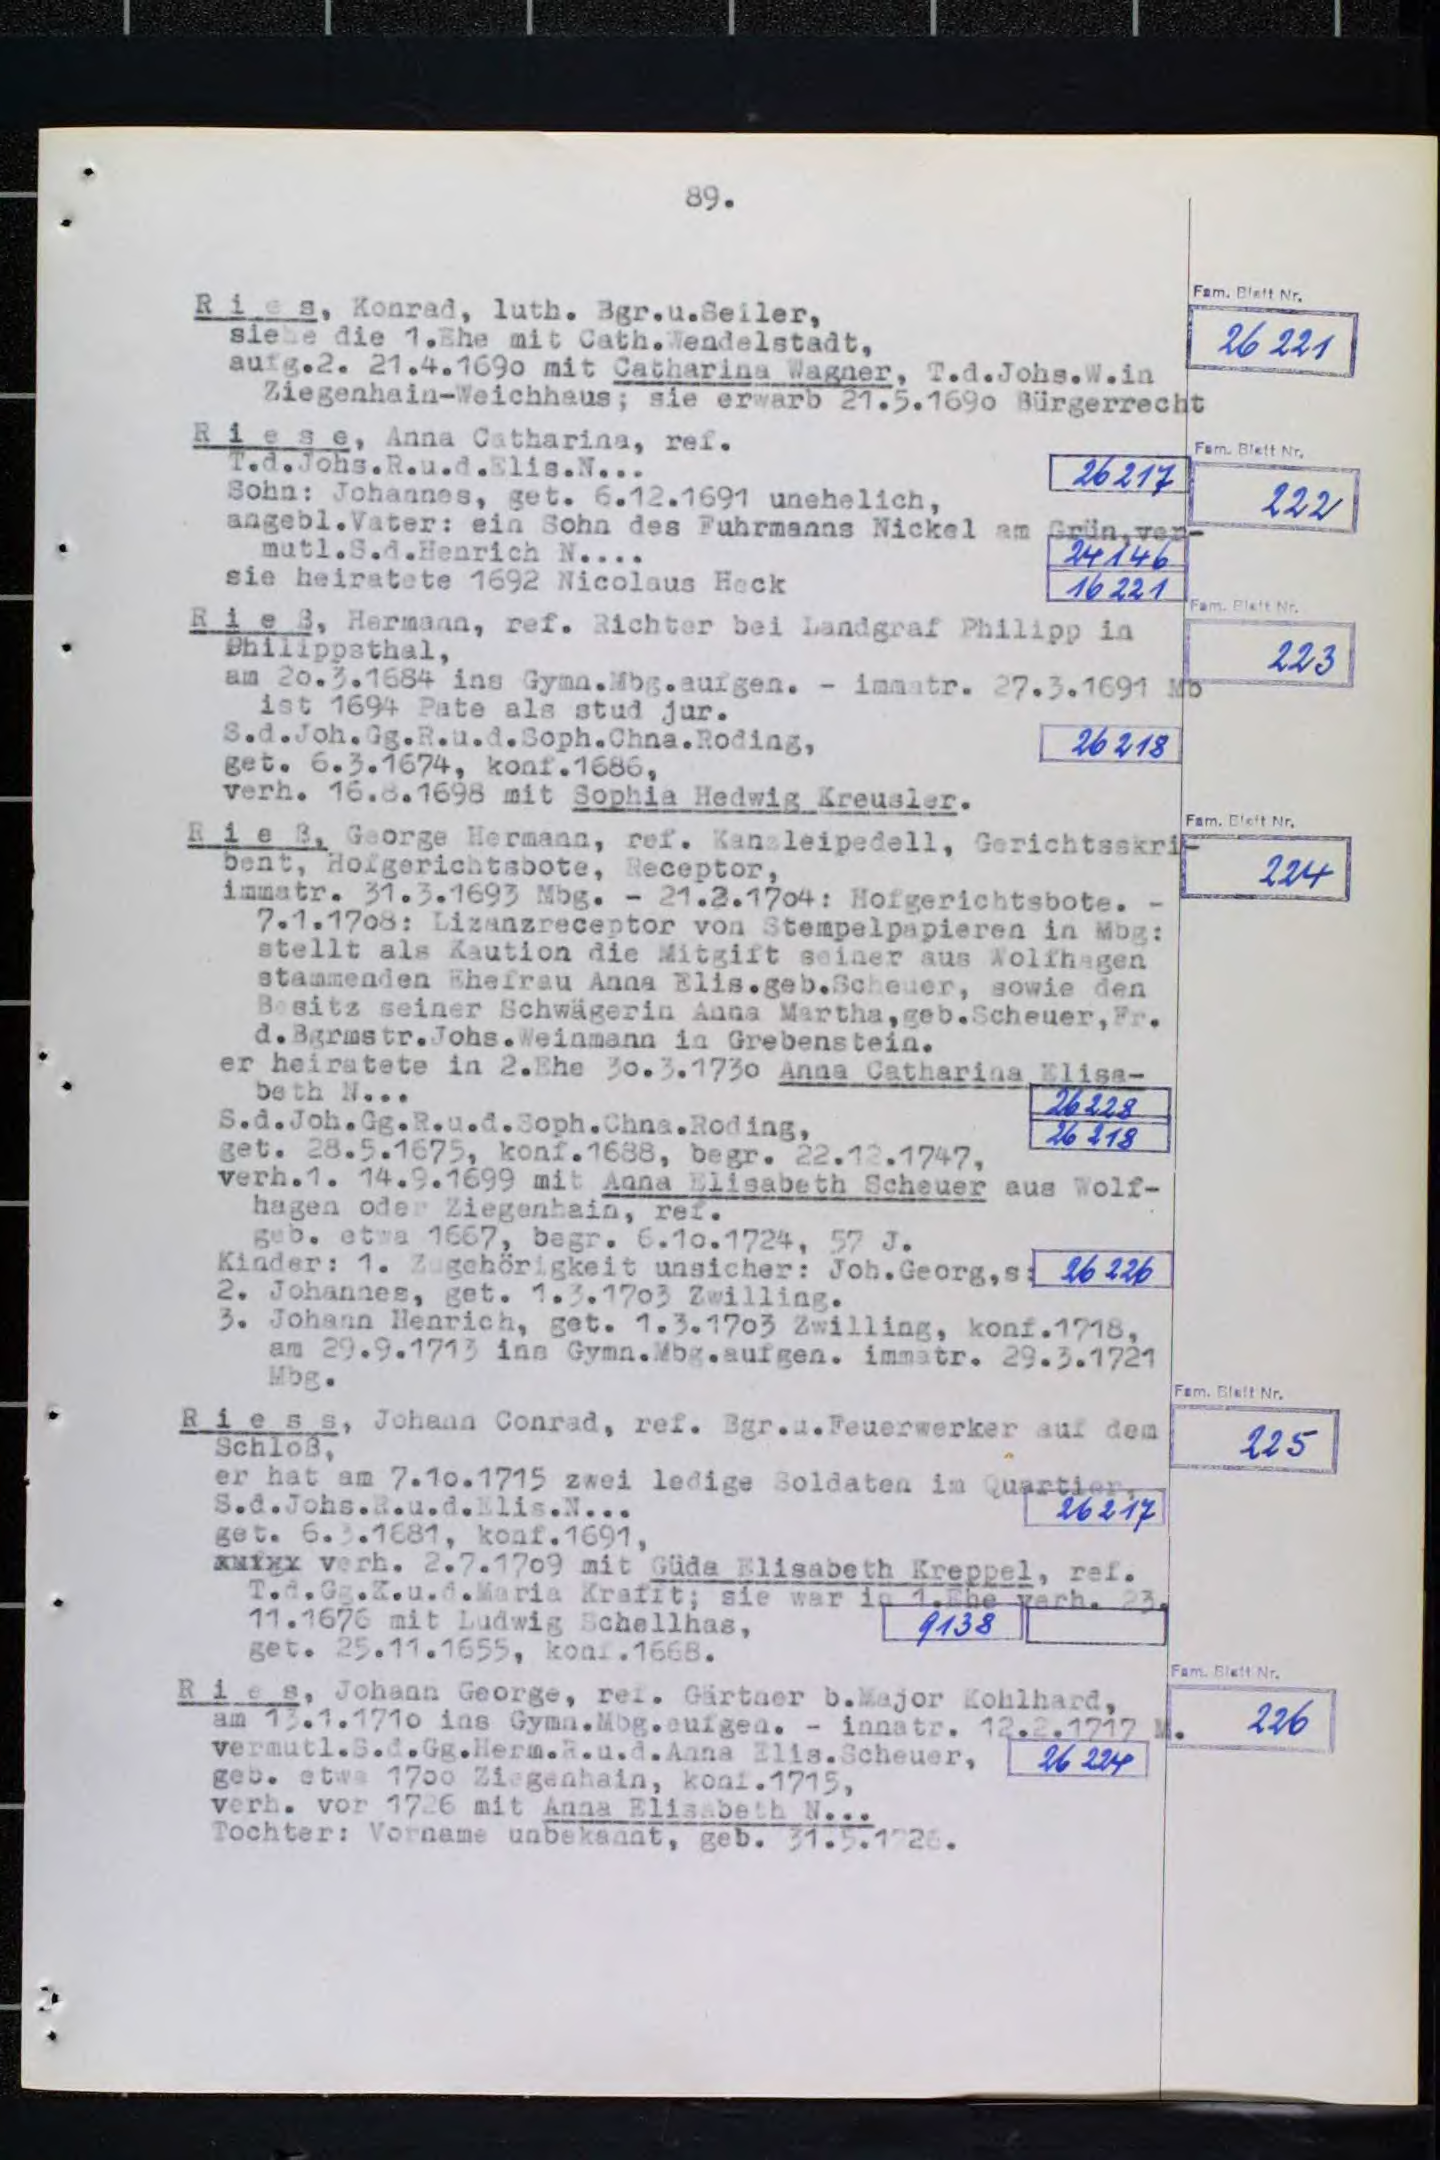 89.
Fam. Blatt Nr.
R i e s, Konrad, luth. Bgr.u.Seiler,
26 221
siehe die 1.Ehe mit Cath.Wendelstadt,
aufg.2. 21.4.1690 mit Catharina Wagner, T.d.Johs.W.in
Ziegenhain-Weichhaus; sie erwarb 21.5.1690 Bürgerrecht
Fam. Blatt Nr.
R i e s e, Anna Catharina, ref.
222
T.d.Johs.R.u.d.Elis.N... 26217
Sohn: Johannes, get. 6.12.1691 unehelich,
angebl.Vater: ein Sohn des Fuhrmanns Nickel am Grün,ver-
mutl.S.d.Henrich N.... 24146
sie heiratete 1692 Nicolaus Heck 16221
Fam. Blatt Nr.
R i e ß, Hermann, ref. Richter bei Landgraf Philipp in
223
Philippsthal,
am 20.3.1684 ins Gymn.Mbg.aufgen. - immatr. 27.3.1691 Mb
ist 1694 Pate als stud jur.
S.d.Joh.Gg.R.u.d.Soph.Chna.Roding, 26218
get. 6.3.1674, konf.1686,
verh. 16.8.1698 mit Sophia Hedwig Kreusler.
Fam. Blatt Nr.
R i e ß, George Hermann, ref. Kanzleipedell, Gerichtsskri-
224
bent, Hofgerichtsbote, Receptor,
immatr. 31.3.1693 Mbg. - 21.2.1704: Hofgerichtsbote. -
7.1.1708: Lizanzreceptor von Stempelpapieren in Mbg:
stellt als Kaution die Mitgift seiner aus Wolfhagen
stammenden Ehefrau Anna Elis.geb.Scheuer, sowie den
Besitz seiner Schwägerin Anna Martha,geb.Scheuer,Fr.
d.Bgrmstr.Johs.Weinmann in Grebenstein.
er heiratete in 2.Ehe 30.3.1730 Anna Catharina Elisa-
beth N... 26228
S.d.Joh.Gg.R.u.d.Soph.Chna.Roding, 26218
get. 28.5.1675, konf.1688, begr. 22.12.1747,
verh.1. 14.9.1699 mit Anna Elisabeth Scheuer aus Wolf-
hagen oder Ziegenhain, ref.
geb. etwa 1667, begr. 6.10.1724, 57 J.
Kinder: 1. Zugehörigkeit unsicher: Joh.Georg,s: 26226
2. Johannes, get. 1.3.1703 Zwilling.
3. Johann Henrich, get. 1.3.1703 Zwilling, konf.1718,
am 29.9.1713 ins Gymn.Mbg.aufgen. immatr. 29.3.1721
Mbg.
Fam. Blatt Nr.
R i e s s, Johann Conrad, ref. Bgr.u.Feuerwerker auf dem
225
Schloß,
er hat am 7.10.1715 zwei ledige Soldaten im Quartier.
S.d.Johs.R.u.d.Elis.N... 26217
get. 6.3.1681, konf.1691,
verh. 2.7.1709 mit Güda Elisabeth Kreppel, ref.
T.d.Gg.K.u.d.Maria Krafft; sie war in 1.Ehe verh. 23.
11.1676 mit Ludwig Schellhas, 9138
get. 25.11.1655, konf.1668.
Fam. Blatt Nr.
R i e s, Johann George, ref. Gärtner b.Major Kohlhard,
226
am 13.1.1710 ins Gymn.Mbg.aufgen. - innatr. 12.2.1717 M.
vermutl.S.d.Gg.Herm.R.u.d.Anna Elis.Scheuer, 26 224
geb. etwa 1700 Ziegenhain, konf.1715,
verh. vor 1726 mit Anna Elisabeth N...
Tochter: Vorname unbekannt, geb. 31.5.1726.